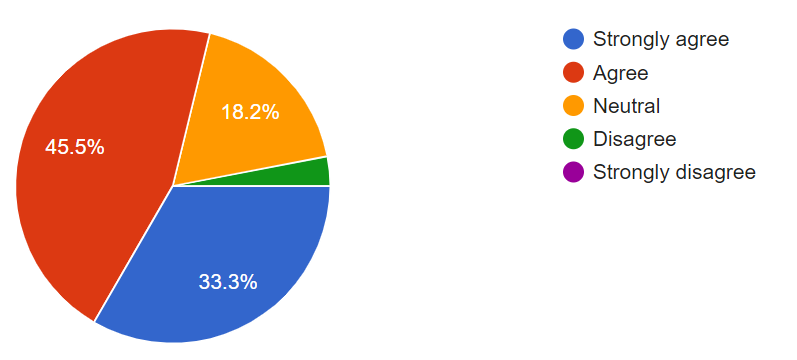 18.2%
45.5%
33.3%
Strongly agree
Agree
Neutral
Disagree
Strongly disagree